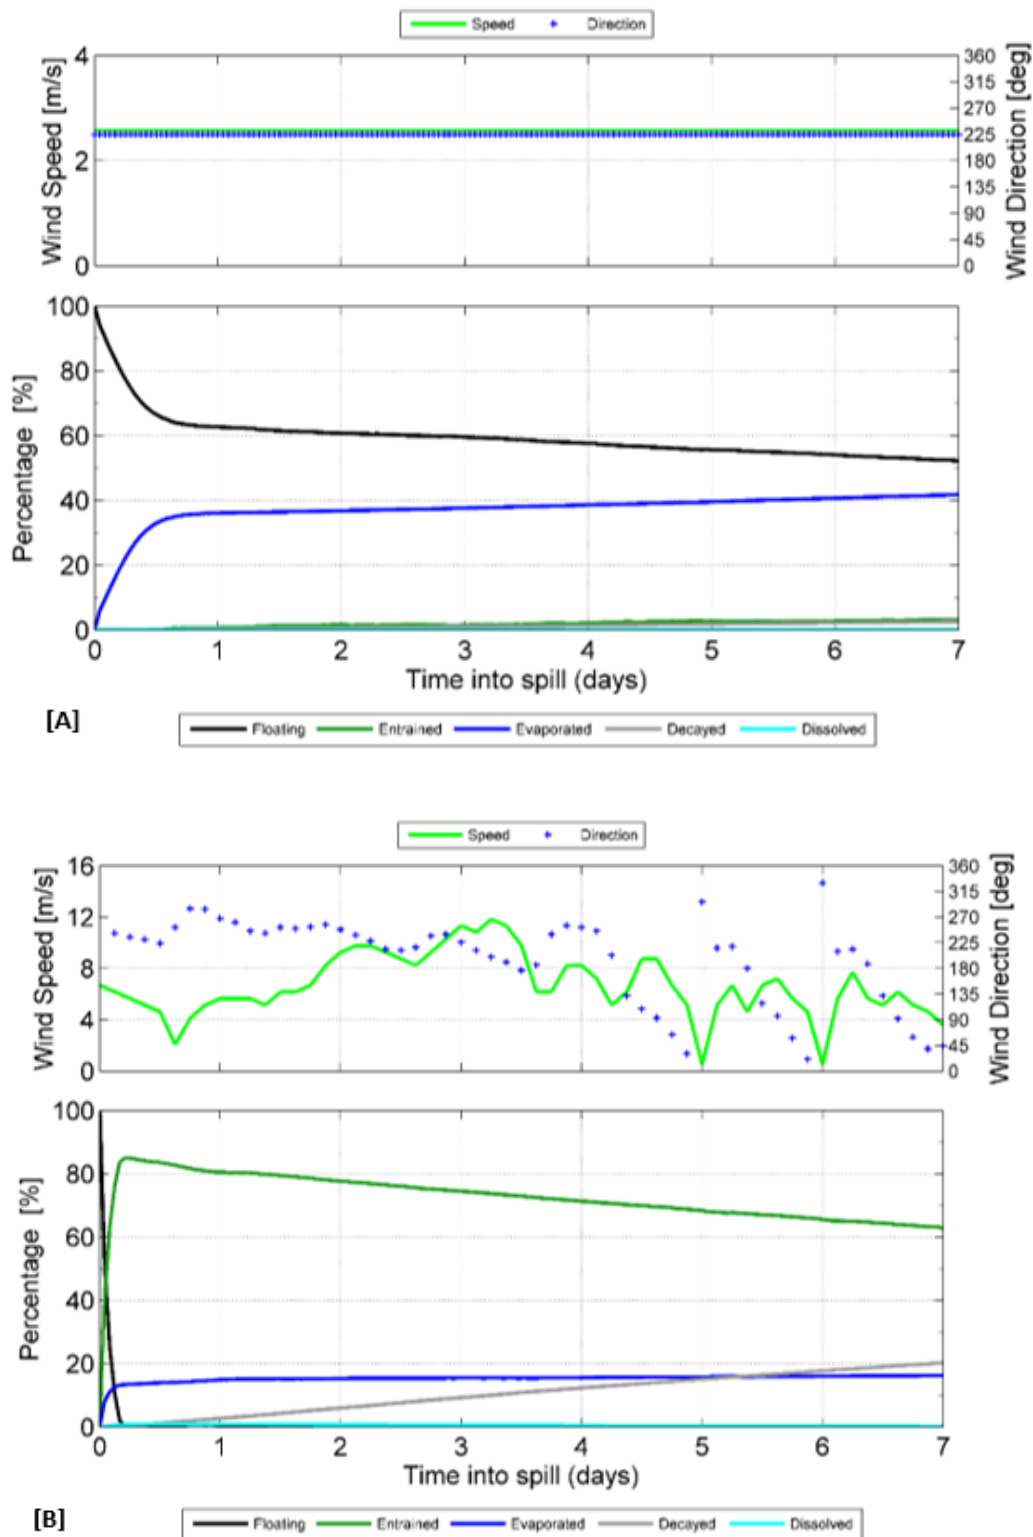 Speed Direction
Wind Speed [m/s]
4
2
0
Wind Direction [deg]
360
315
270
225
180
135
90
45
0
Percentage [%]
100
80
60
40
20
0
0 1 2 3 4 5 6 7
Time into spill (days)
[A]
Floating Entrained Evaporated Decayed Dissolved
Speed Direction
Wind Speed [m/s]
16
12
8
4
0
Wind Direction [deg]
360
315
270
225
180
135
90
45
0
Percentage [%]
100
80
60
40
20
0
0 1 2 3 4 5 6 7
Time into spill (days)
[B]
Floating Entrained Evaporated Decayed Dissolved